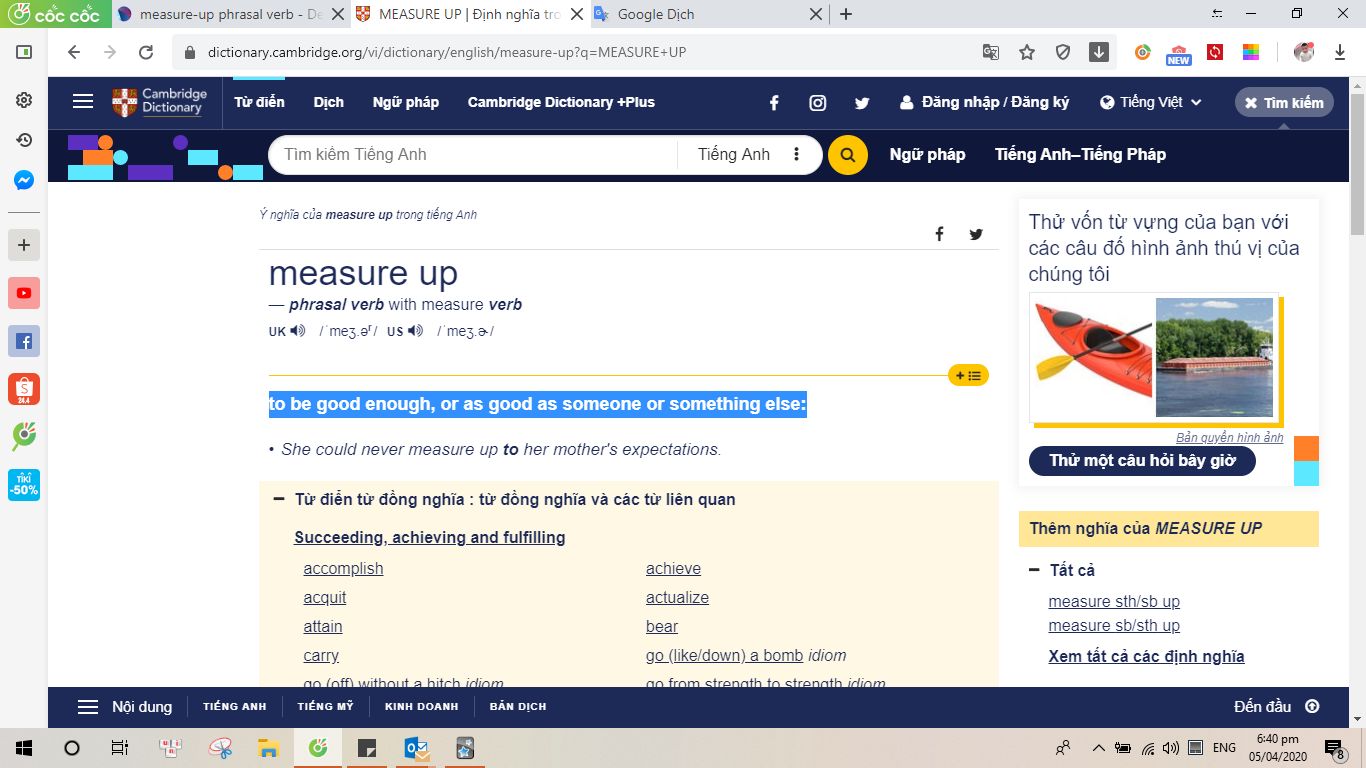 cốc cốc
measure-up phrasal verb - De
MEASURE UP | Định nghĩa tro
Google Dịch
dictionary.cambridge.org/vi/dictionary/english/measure-up?q=MEASURE+UP
NEW
Cambridge
Dictionary
Từ điển
Dịch
Ngữ pháp
Cambridge Dictionary +Plus
Đăng nhập / Đăng ký
Tiếng Việt
Tìm kiếm
Tìm kiếm Tiếng Anh
Tiếng Anh
Ngữ pháp
Tiếng Anh–Tiếng Pháp
Ý nghĩa của measure up trong tiếng Anh
measure up
— phrasal verb with measure verb
UK /ˈmeʒ.əʳ/ US /ˈmeʒ.ɚ/
to be good enough, or as good as someone or something else:
• She could never measure up to her mother's expectations.
Từ điển từ đồng nghĩa : từ đồng nghĩa và các từ liên quan
Succeeding, achieving and fulfilling
accomplish
achieve
acquit
actualize
attain
bear
carry
go (like/down) a bomb idiom
go (off) without a hitch idiom
go from strength to strength idiom
Thử vốn từ vựng của bạn với
các câu đố hình ảnh thú vị của
chúng tôi
Bản quyền hình ảnh
Thử một câu hỏi bây giờ
Thêm nghĩa của MEASURE UP
Tất cả
measure sth/sb up
measure sb/sth up
Xem tất cả các định nghĩa
S
24.4
TIKI
-50%
Nội dung
TIẾNG ANH
TIẾNG MỸ
KINH DOANH
BẢN DỊCH
Đến đầu
ENG
6:40 pm
05/04/2020
8